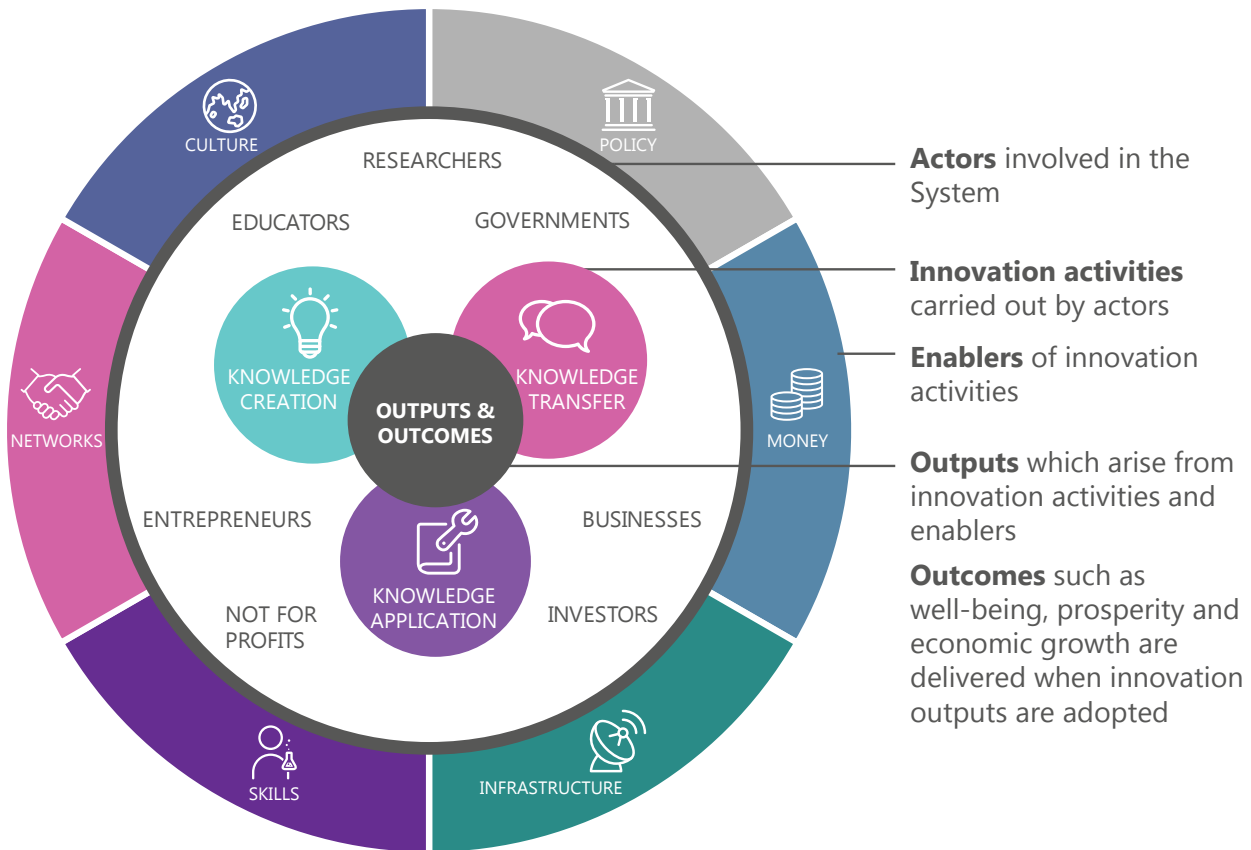 CULTURE
POLICY
RESEARCHERS
EDUCATORS
GOVERNMENTS
KNOWLEDGE
CREATION
KNOWLEDGE
TRANSFER
OUTPUTS &
OUTCOMES
NETWORKS
MONEY
ENTREPRENEURS
BUSINESSES
KNOWLEDGE
APPLICATION
NOT FOR
PROFITS
INVESTORS
SKILLS
INFRASTRUCTURE
Actors involved in the
System
Innovation activities
carried out by actors
Enablers of innovation
activities
Outputs which arise from
innovation activities and
enablers
Outcomes such as
well-being, prosperity and
economic growth are
delivered when innovation
outputs are adopted